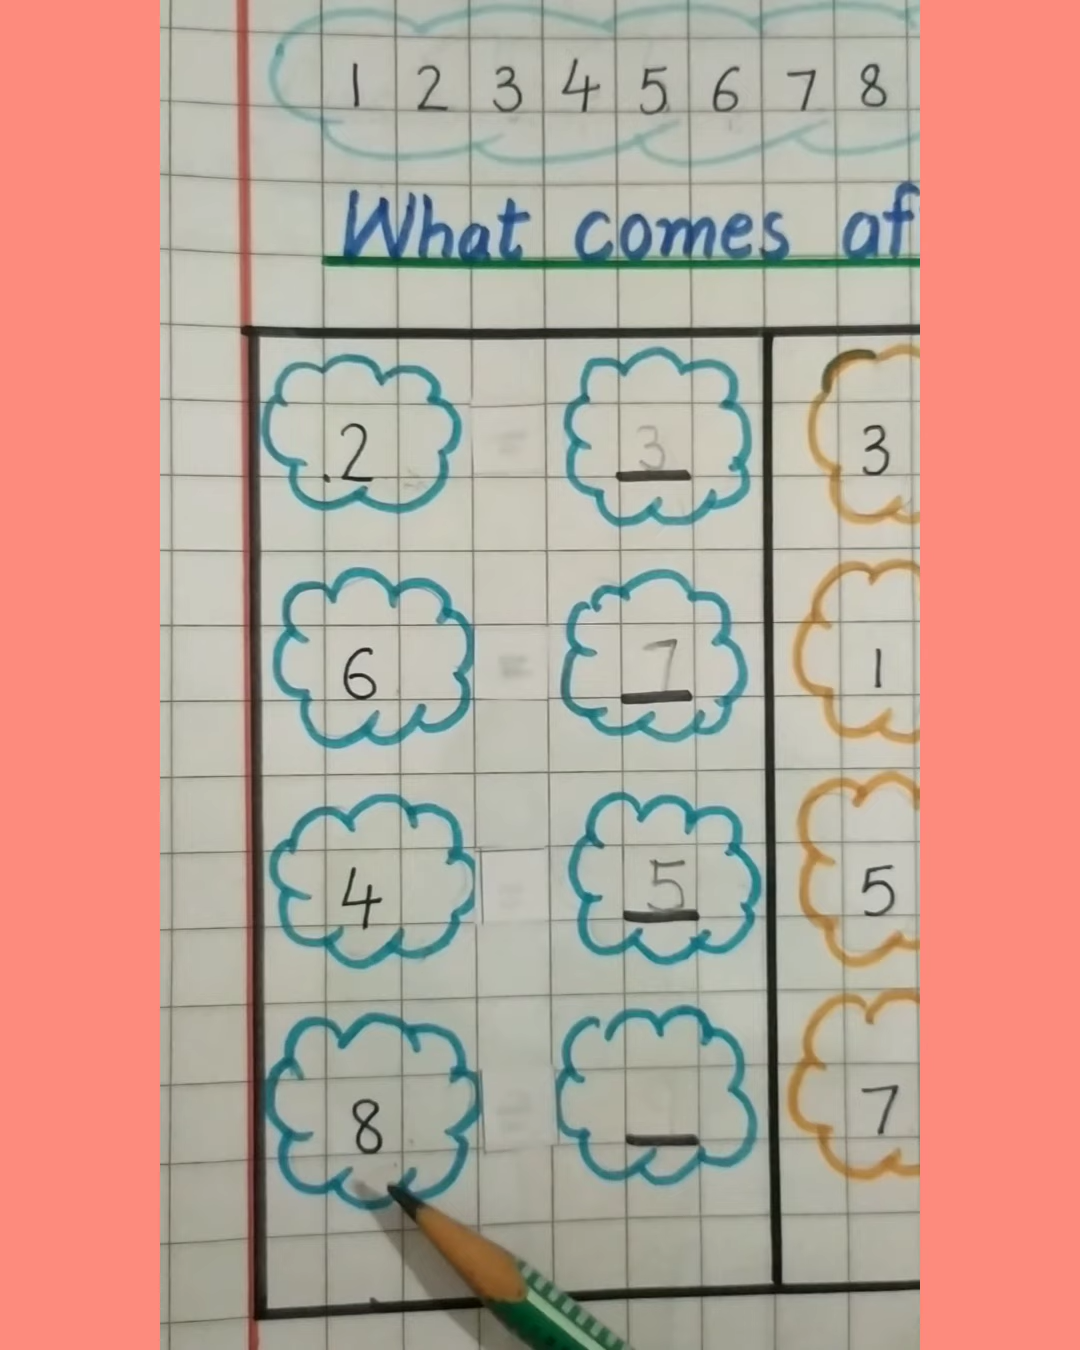 1 2 3 4 5 6 7 8
What comes af
2 = 3 3
6 = 7 1
4 = 5 5
8 = __ 7